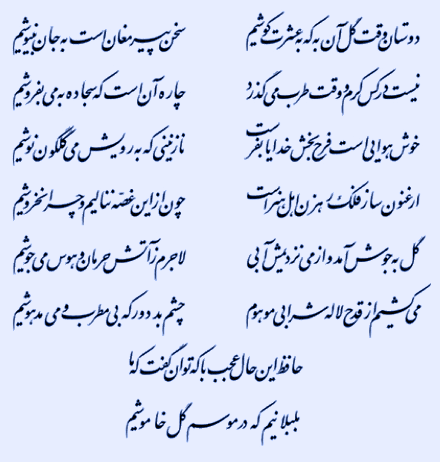 دوستان وقت گل آن به که به عشرت کوشیم سخن پیر مغان است به جان بنیوشیم
نیست در کس کرم و وقت طرب می‌گذرد چاره آن است که سجاده به می بفروشیم
خوش هوایی است فرح بخش خدایا بفرست نازنینی که به رویش می گلگون نوشیم
ارغنون ساز فلک رهزن اهل هنر است چون از این غصه ننالیم و چرا نخروشیم
گل به جوش آمد و از می نزدیمش آبی لاجرم ز آتش حرمان و هوس می‌جوشیم
می‌کشیم از قدح لاله شرابی موهوم چشم بد دور که بی مطرب و می مدهوشیم
حافظ این حال عجب با که توان گفت که ما
بلبلانیم که در موسم گل خاموشیم